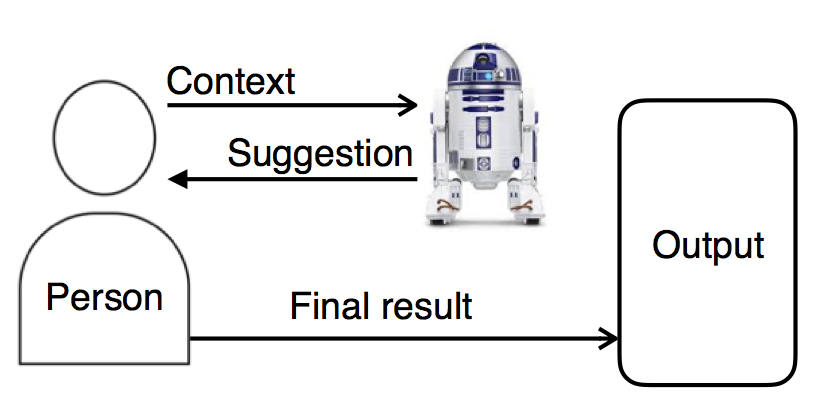 Context
Suggestion
Person
Final result
Output